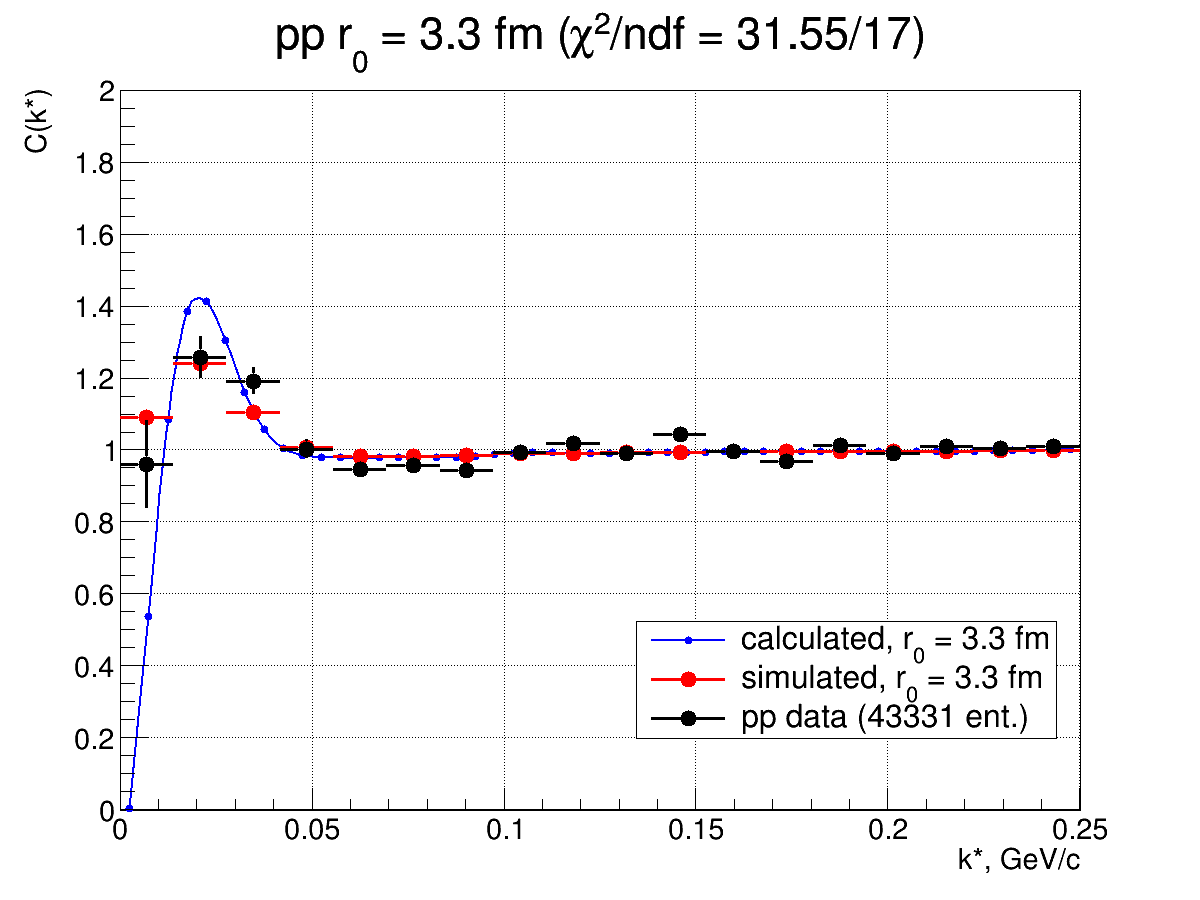 pp r₀ = 3.3 fm (χ²/ndf = 31.55/17)
C(k*)
2
1.8
1.6
1.4
1.2
1
0.8
0.6
0.4
0.2
0
0 0.05 0.1 0.15 0.2 0.25
k*, GeV/c
calculated, r₀ = 3.3 fm
simulated, r₀ = 3.3 fm
pp data (43331 ent.)